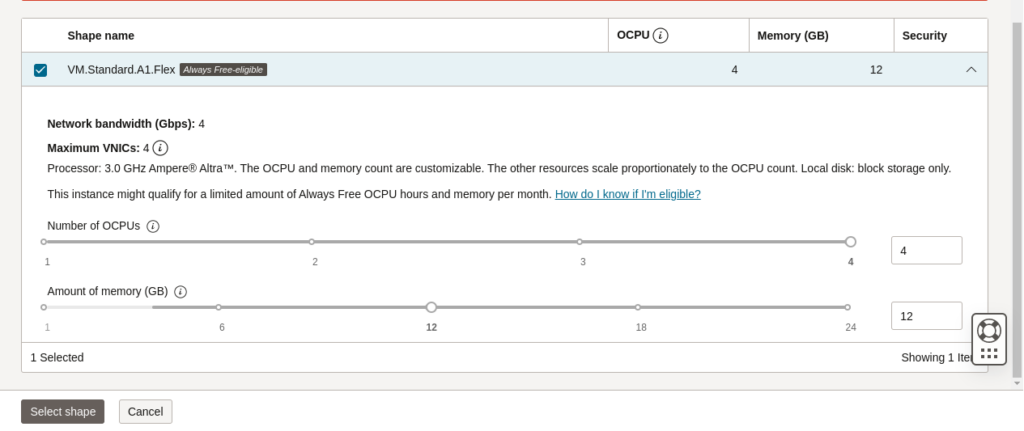 Shape name OCPU Memory (GB) Security
VM.Standard.A1.Flex Always Free-eligible 4 12
Network bandwidth (Gbps): 4
Maximum VNICs: 4
Processor: 3.0 GHz Ampere® Altra™. The OCPU and memory count are customizable. The other resources scale proportionately to the OCPU count. Local disk: block storage only.
This instance might qualify for a limited amount of Always Free OCPU hours and memory per month. How do I know if I'm eligible?
Number of OCPUs
4
1 2 3 4
Amount of memory (GB)
12
1 6 12 18 24
1 Selected Showing 1
Select shape Cancel